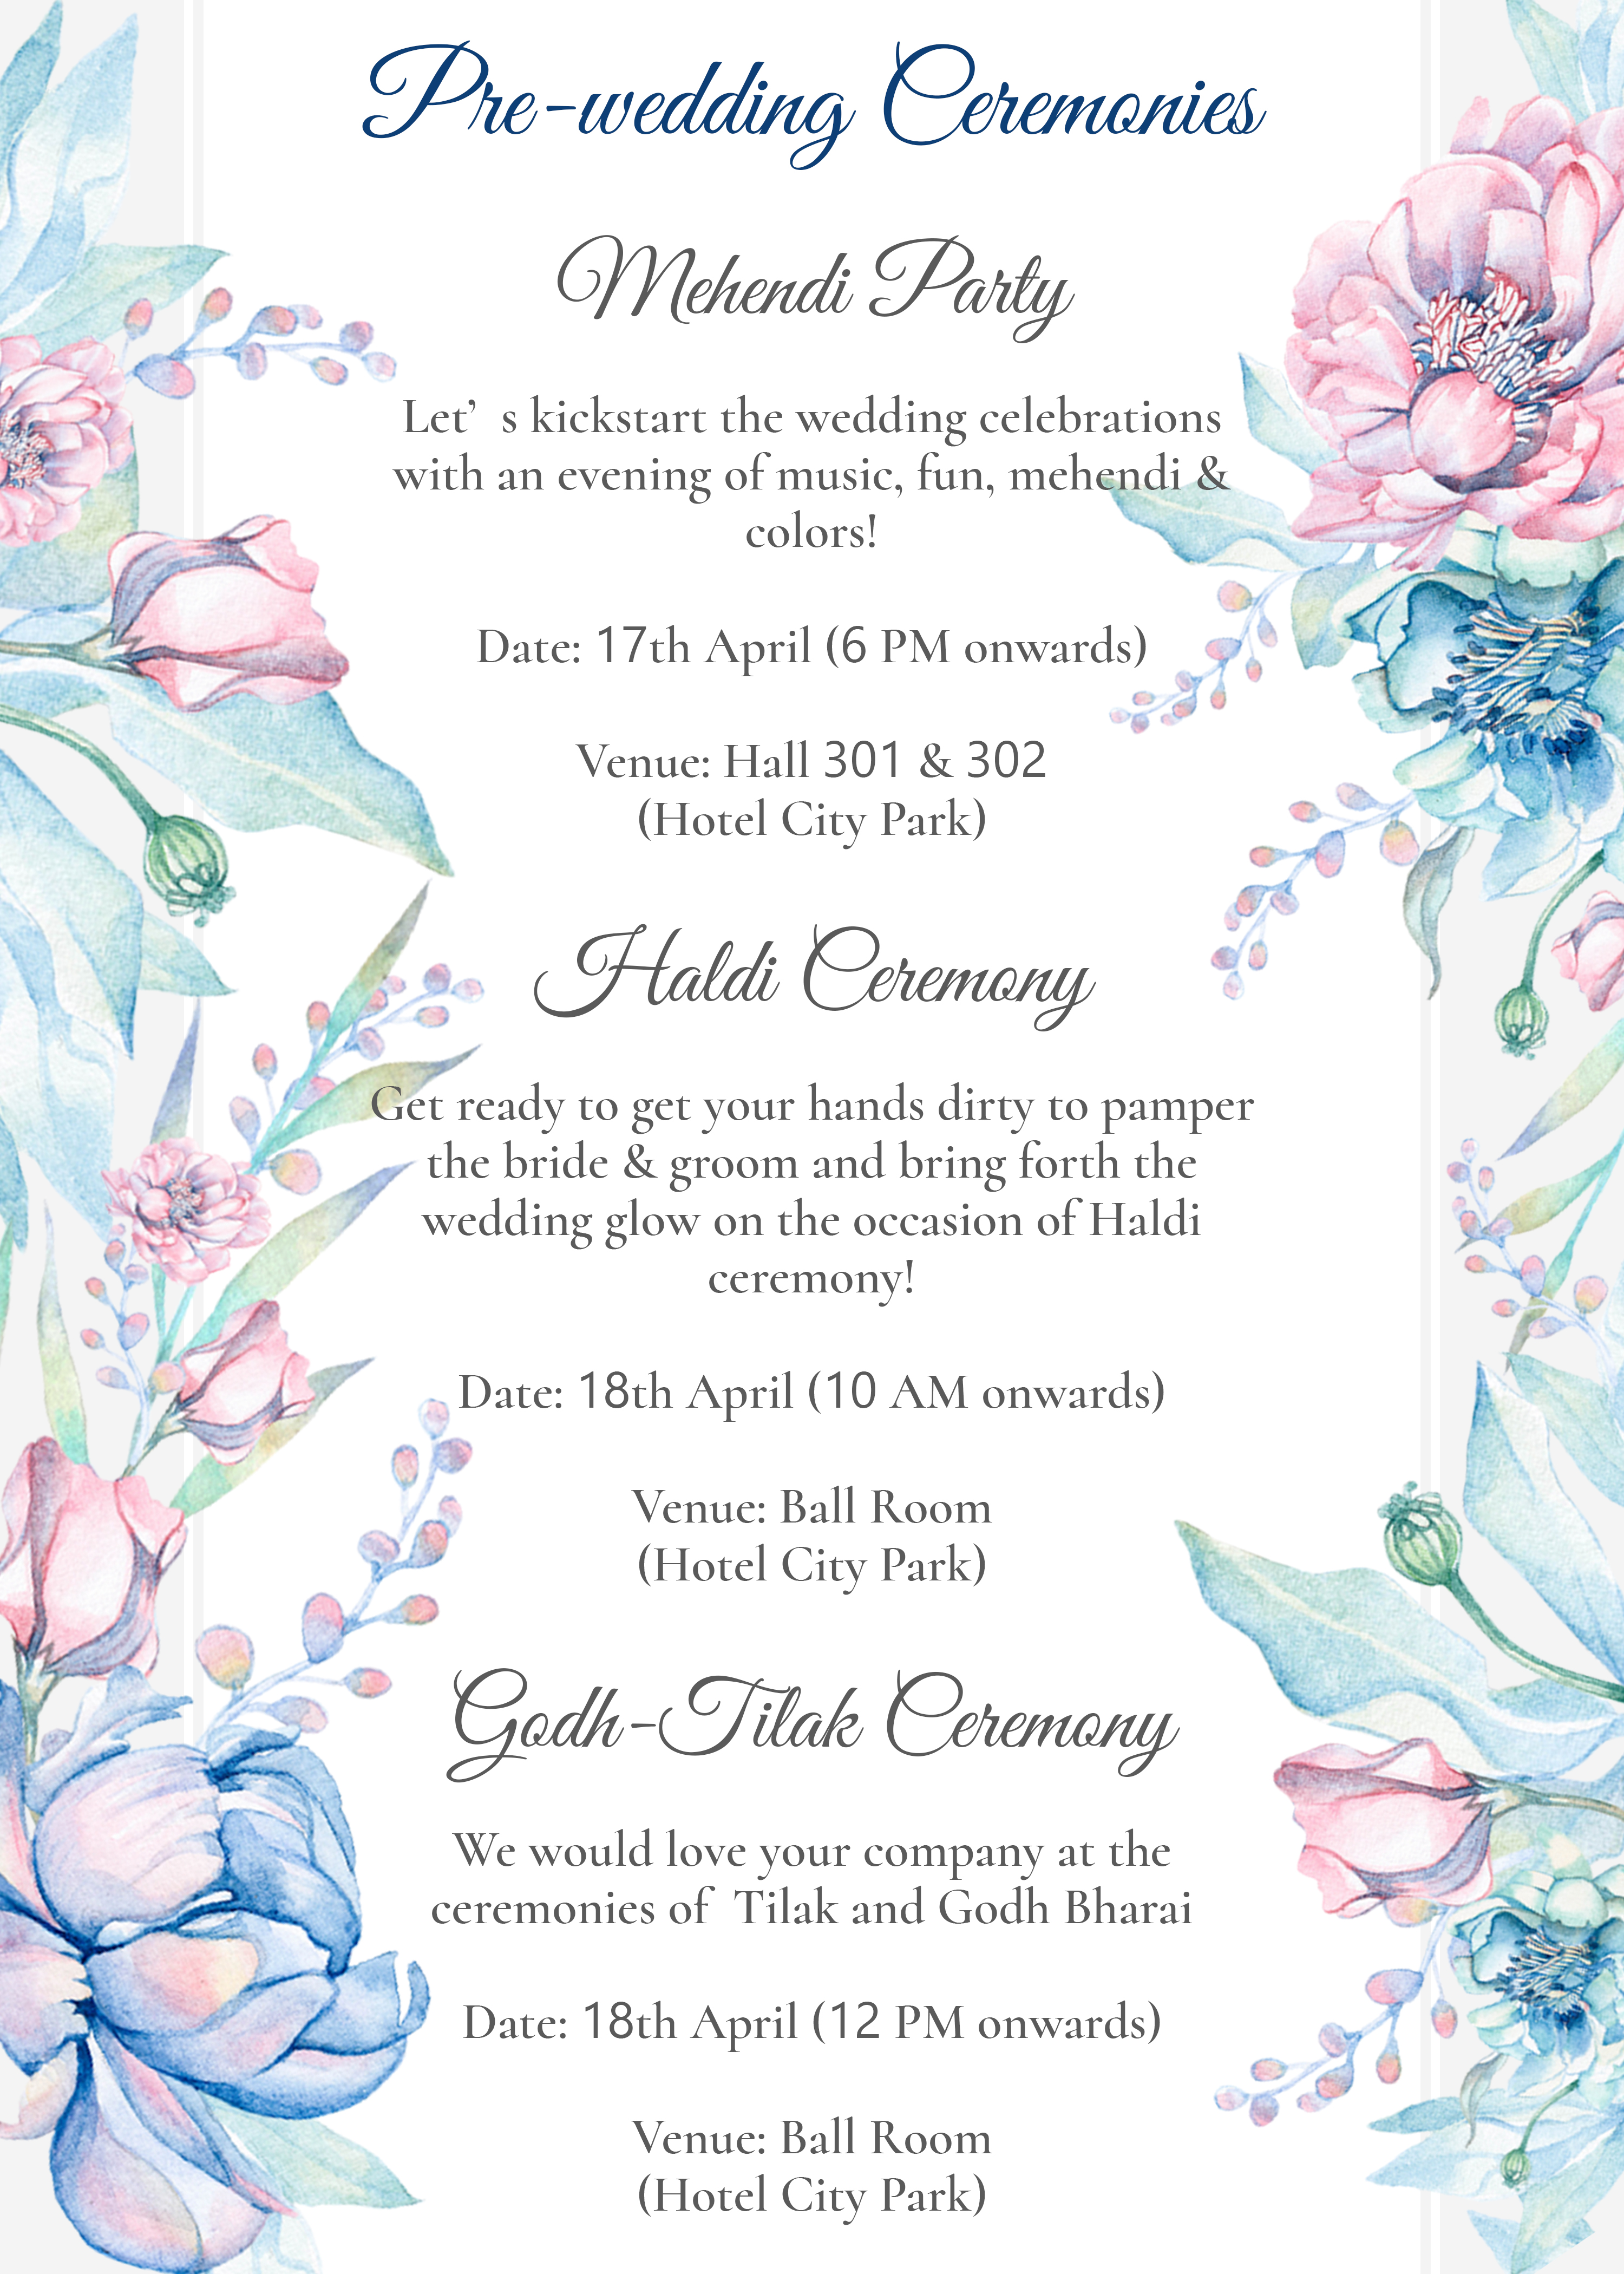 Pre-wedding Ceremonies
Mehendi Party
Let’ s kickstart the wedding celebrations
with an evening of music, fun, mehendi &
colors!
Date: 17th April (6 PM onwards)
Venue: Hall 301 & 302
(Hotel City Park)
Haldi Ceremony
Get ready to get your hands dirty to pamper
the bride & groom and bring forth the
wedding glow on the occasion of Haldi
ceremony!
Date: 18th April (10 AM onwards)
Venue: Ball Room
(Hotel City Park)
Godh-Tilak Ceremony
We would love your company at the
ceremonies of  Tilak and Godh Bharai
Date: 18th April (12 PM onwards)
Venue: Ball Room
(Hotel City Park)